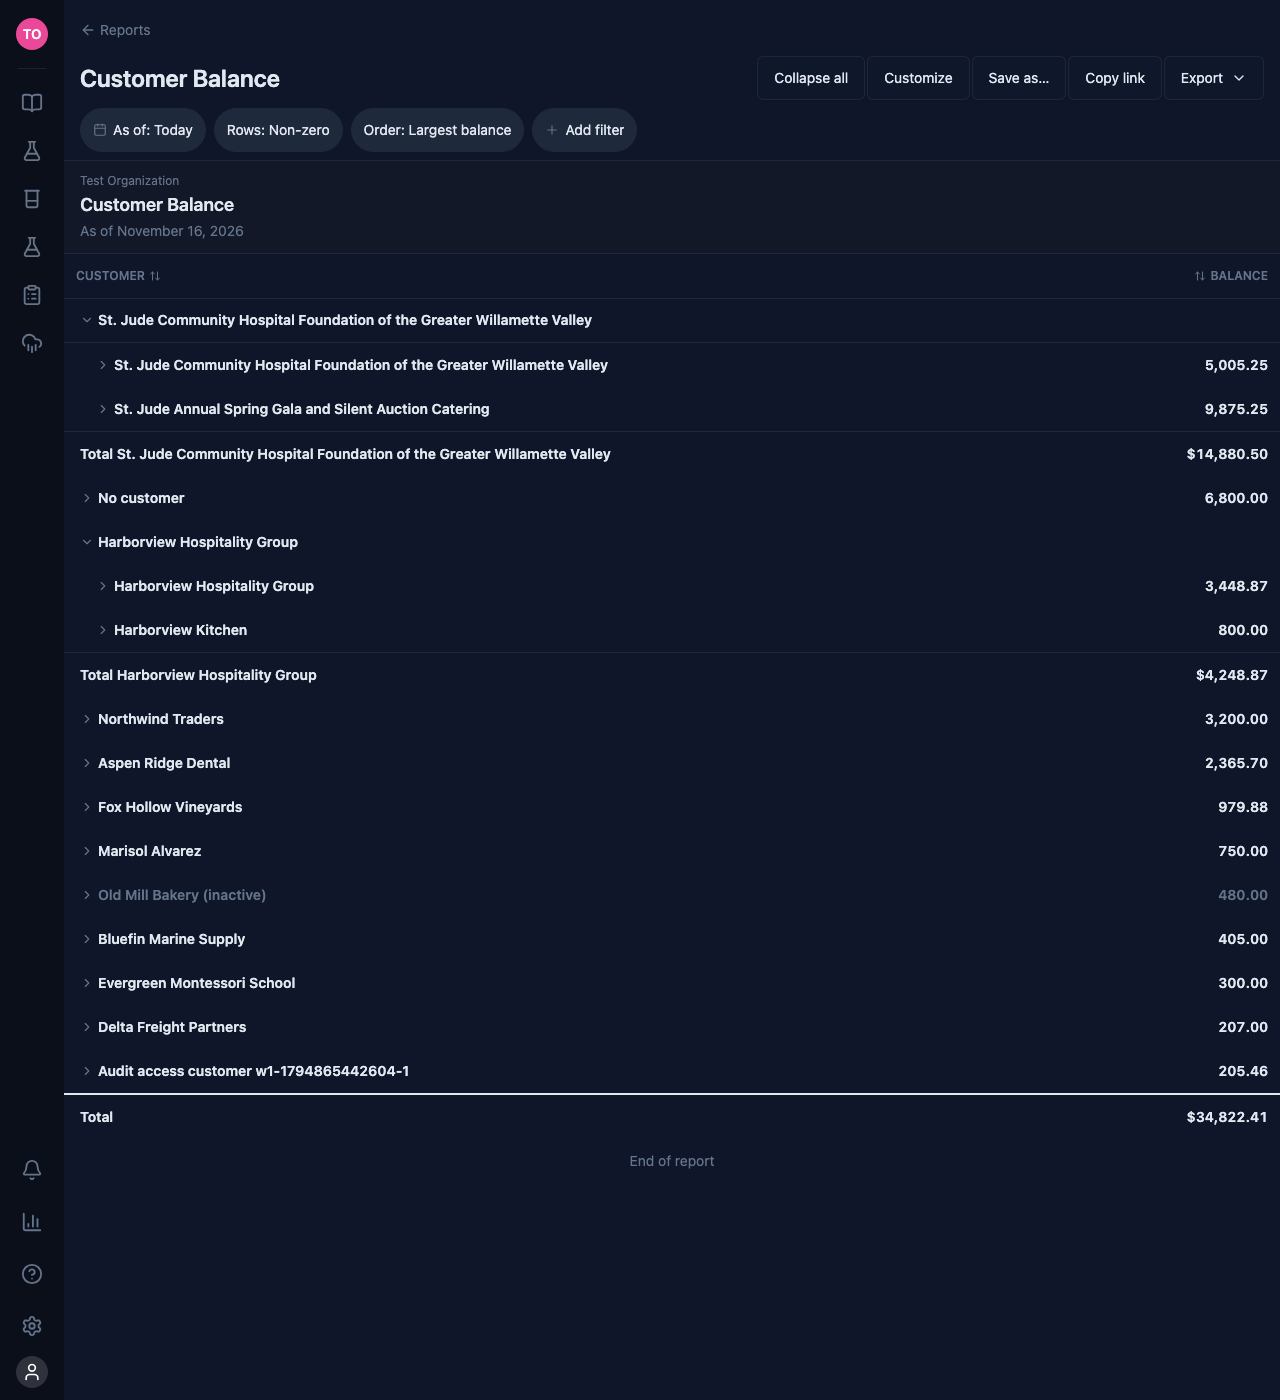 TO
Reports
Customer Balance
Collapse all
Customize
Save as...
Copy link
Export
As of: Today
Rows: Non-zero
Order: Largest balance
Add filter
Test Organization
Customer Balance
As of November 16, 2026
CUSTOMER BALANCE
St. Jude Community Hospital Foundation of the Greater Willamette Valley
St. Jude Community Hospital Foundation of the Greater Willamette Valley 5,005.25
St. Jude Annual Spring Gala and Silent Auction Catering 9,875.25
Total St. Jude Community Hospital Foundation of the Greater Willamette Valley $14,880.50
No customer 6,800.00
Harborview Hospitality Group
Harborview Hospitality Group 3,448.87
Harborview Kitchen 800.00
Total Harborview Hospitality Group $4,248.87
Northwind Traders 3,200.00
Aspen Ridge Dental 2,365.70
Fox Hollow Vineyards 979.88
Marisol Alvarez 750.00
Old Mill Bakery (inactive) 480.00
Bluefin Marine Supply 405.00
Evergreen Montessori School 300.00
Delta Freight Partners 207.00
Audit access customer w1-1794865442604-1 205.46
Total $34,822.41
End of report